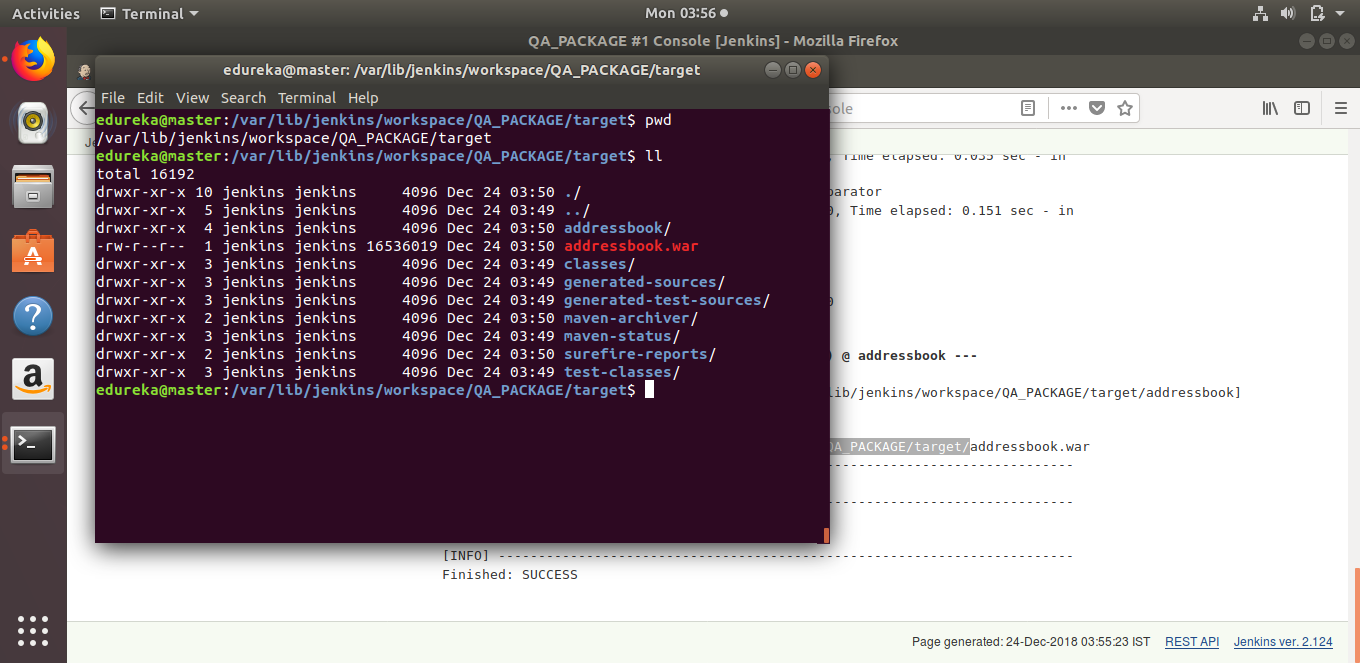 Activities Terminal Mon 03:56
QA_PACKAGE #1 Console [Jenkins] - Mozilla Firefox
edureka@master: /var/lib/jenkins/workspace/QA_PACKAGE/target
File Edit View Search Terminal Help
edureka@master:/var/lib/jenkins/workspace/QA_PACKAGE/target$ pwd
/var/lib/jenkins/workspace/QA_PACKAGE/target
edureka@master:/var/lib/jenkins/workspace/QA_PACKAGE/target$ ll
total 16192
drwxr-xr-x 10 jenkins jenkins     4096 Dec 24 03:50 ./
drwxr-xr-x  5 jenkins jenkins     4096 Dec 24 03:49 ../
drwxr-xr-x  4 jenkins jenkins     4096 Dec 24 03:50 addressbook/
-rw-r--r--  1 jenkins jenkins 16536019 Dec 24 03:50 addressbook.war
drwxr-xr-x  3 jenkins jenkins     4096 Dec 24 03:49 classes/
drwxr-xr-x  3 jenkins jenkins     4096 Dec 24 03:49 generated-sources/
drwxr-xr-x  3 jenkins jenkins     4096 Dec 24 03:49 generated-test-sources/
drwxr-xr-x  2 jenkins jenkins     4096 Dec 24 03:50 maven-archiver/
drwxr-xr-x  3 jenkins jenkins     4096 Dec 24 03:49 maven-status/
drwxr-xr-x  2 jenkins jenkins     4096 Dec 24 03:50 surefire-reports/
drwxr-xr-x  3 jenkins jenkins     4096 Dec 24 03:49 test-classes/
edureka@master:/var/lib/jenkins/workspace/QA_PACKAGE/target$
ole
Je
, Time elapsed: 0.035 sec - in
parator
0, Time elapsed: 0.151 sec - in
0
) @ addressbook ---
lib/jenkins/workspace/QA_PACKAGE/target/addressbook]
QA_PACKAGE/target/addressbook.war
--------------------------------
--------------------------------
[INFO] ------------------------------------------------------------------------
Finished: SUCCESS
Page generated: 24-Dec-2018 03:55:23 IST REST API Jenkins ver. 2.124